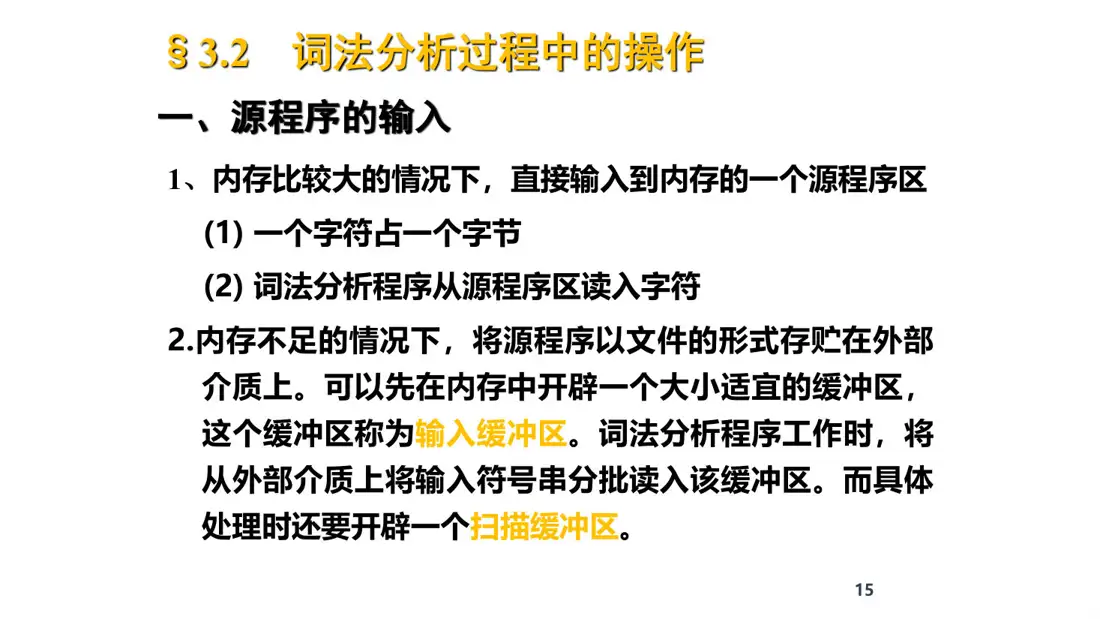 §3.2 词法分析过程中的操作
一、源程序的输入
1、内存比较大的情况下，直接输入到内存的一个源程序区
(1) 一个字符占一个字节
(2) 词法分析程序从源程序区读入字符
2.内存不足的情况下，将源程序以文件的形式存贮在外部
介质上。可以先在内存中开辟一个大小适宜的缓冲区，
这个缓冲区称为输入缓冲区。词法分析程序工作时，将
从外部介质上将输入符号串分批读入该缓冲区。而具体
处理时还要开辟一个扫描缓冲区。
15